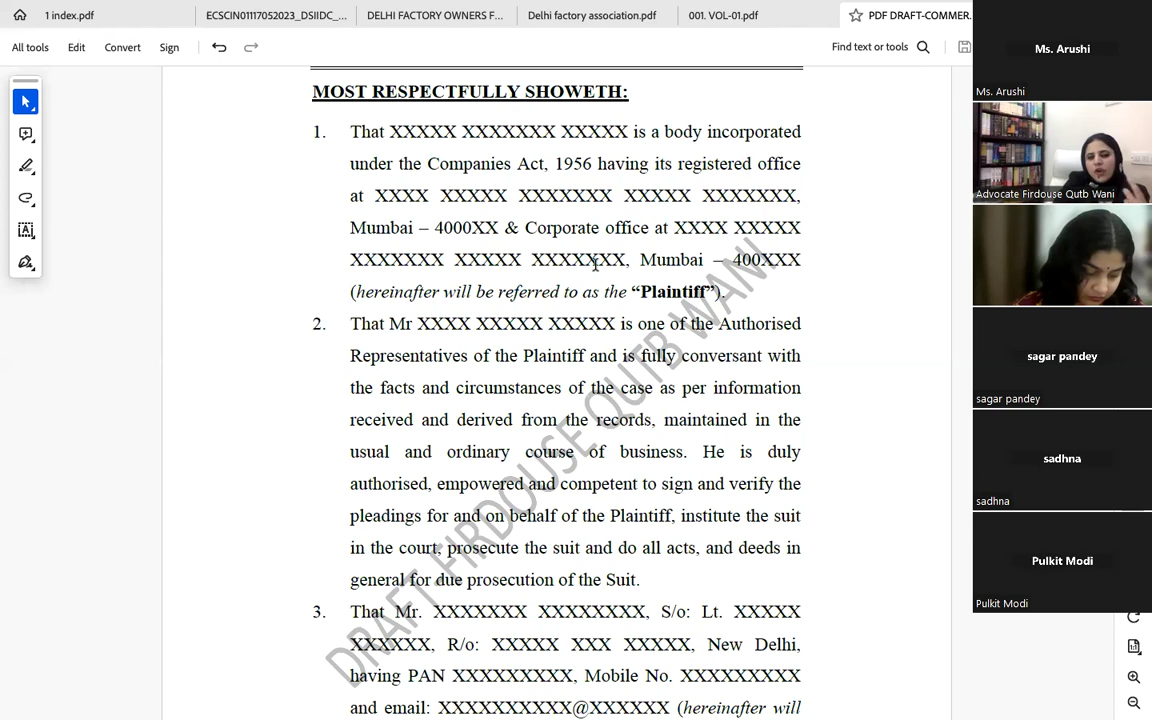 1 index.pdf
ECSCIN01117052023_DSIIDC_...
DELHI FACTORY OWNERS F...
Delhi factory association.pdf
001. VOL-01.pdf
PDF DRAFT-COMMER.
All tools
Edit
Convert
Sign
Find text or tools
MOST RESPECTFULLY SHOWETH:
1. That XXXXX XXXXXXX XXXXX is a body incorporated
under the Companies Act, 1956 having its registered office
at XXXX XXXXX XXXXXXX XXXXX XXXXXXX,
Mumbai – 4000XX & Corporate office at XXXX XXXXX
XXXXXXX XXXXX XXXXXXX, Mumbai – 400XXX
(hereinafter will be referred to as the “Plaintiff”).
2. That Mr XXXX XXXXX XXXXX is one of the Authorised
Representatives of the Plaintiff and is fully conversant with
the facts and circumstances of the case as per information
received and derived from the records, maintained in the
usual and ordinary course of business. He is duly
authorised, empowered and competent to sign and verify the
pleadings for and on behalf of the Plaintiff, institute the suit
in the court, prosecute the suit and do all acts, and deeds in
general for due prosecution of the Suit.
3. That Mr. XXXXXXX XXXXXXXX, S/o: Lt. XXXXX
XXXXXX, R/o: XXXXX XXX XXXXX, New Delhi,
having PAN XXXXXXXXX, Mobile No. XXXXXXXXX
and email: XXXXXXXXXX@XXXXXX (hereinafter will
DRAFT-FIRDOUSE QUTB WANI
Ms. Arushi
Ms. Arushi
Advocate Firdouse Qutb Wani
sagar pandey
sagar pandey
sadhna
sadhna
Pulkit Modi
Pulkit Modi